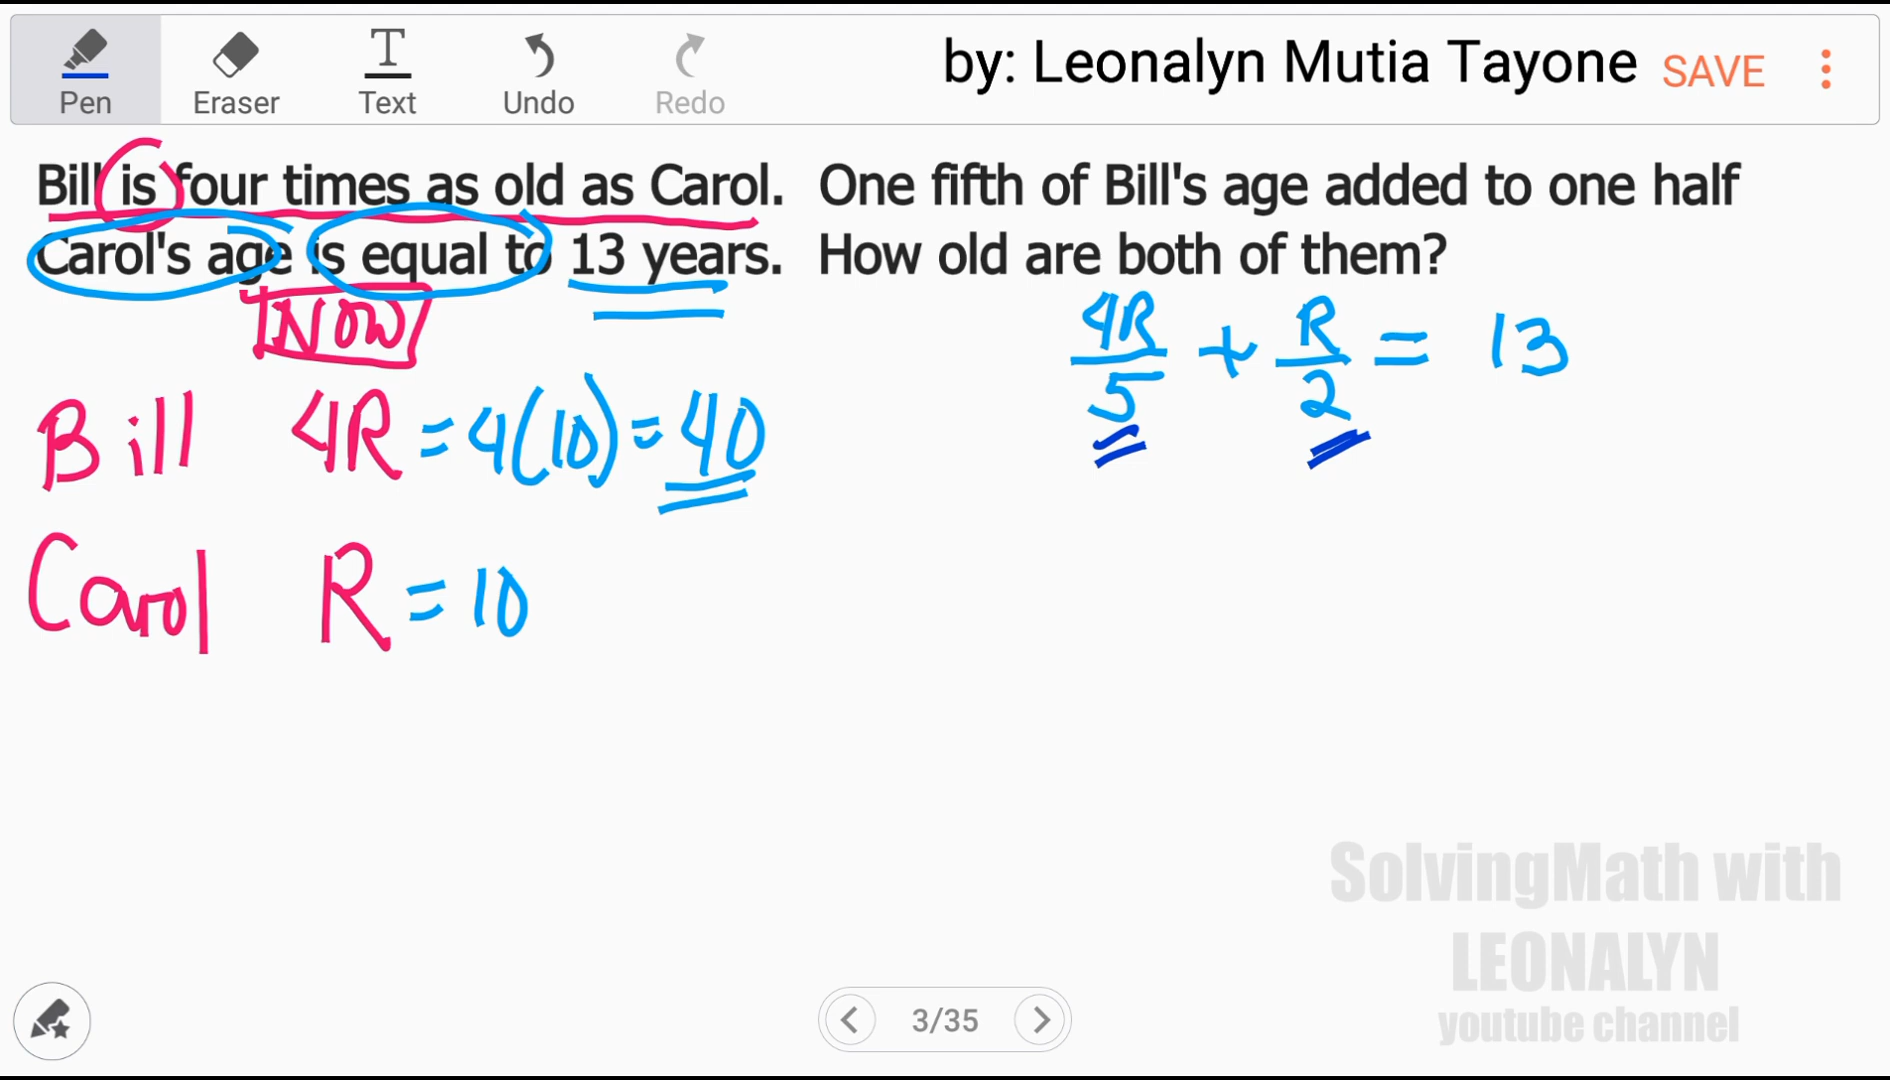 Pen Eraser Text Undo Redo by: Leonalyn Mutia Tayone SAVE
Bill is four times as old as Carol. One fifth of Bill's age added to one half
Carol's age is equal to 13 years. How old are both of them?
NOW
4R/5 + R/2 = 13
Bill 4R = 4(10) = 40
Carol R = 10
SolvingMath with
LEONALYN
youtube channel
3/35